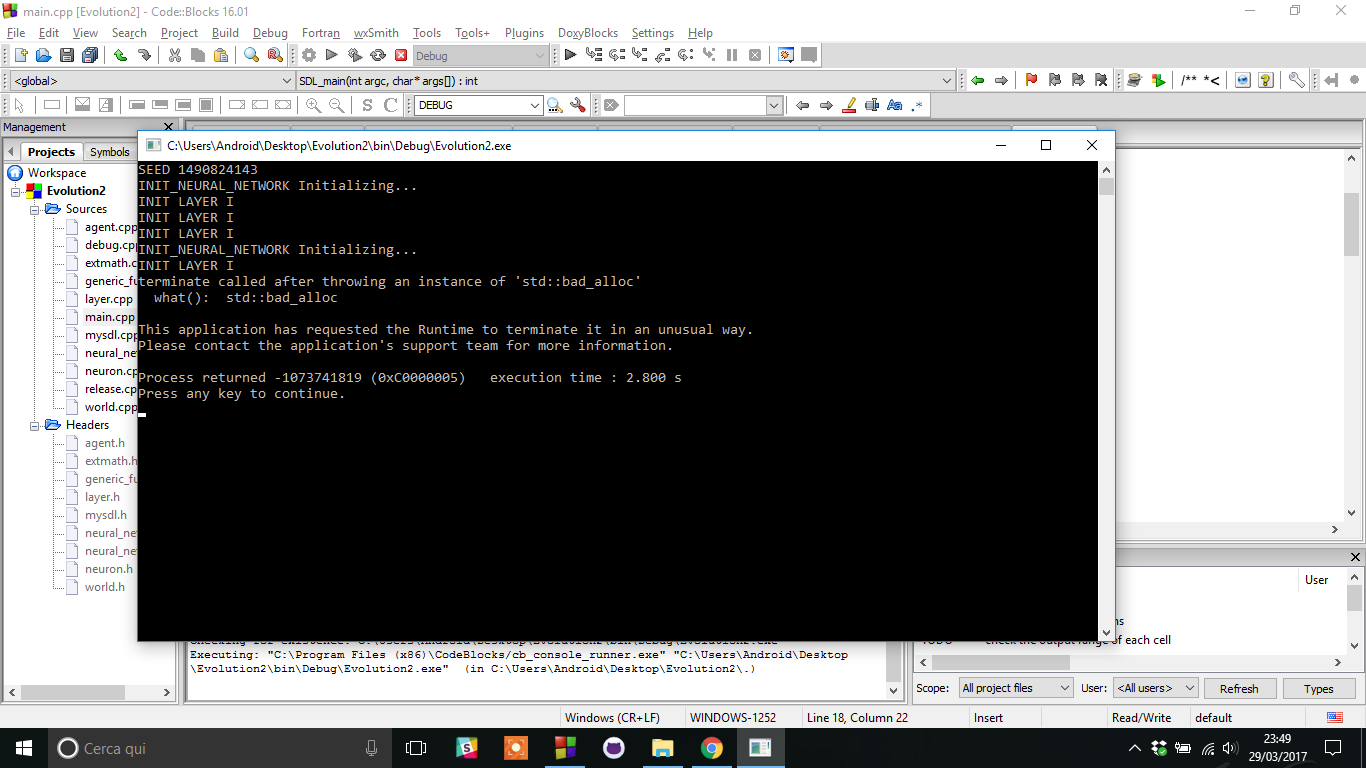 main.cpp [Evolution2] - Code::Blocks 16.01
File Edit View Search Project Build Debug Fortran wxSmith Tools Tools+ Plugins DoxyBlocks Settings Help
Debug
<global> SDL_main(int argc, char* args[]) : int
/** *<
S C DEBUG Aa .*
Management
Projects Symbols
Workspace
Evolution2
Sources
agent.cpp
debug.cpp
extmath.c
generic_fu
layer.cpp
main.cpp
mysdl.cpp
neural_ne
neuron.cp
release.cp
world.cpp
Headers
agent.h
extmath.h
generic_fu
layer.h
mysdl.h
neural_ne
neural_ne
neuron.h
world.h
C:\Users\Android\Desktop\Evolution2\bin\Debug\Evolution2.exe
SEED 1490824143
INIT_NEURAL_NETWORK Initializing...
INIT LAYER I
INIT LAYER I
INIT LAYER I
INIT_NEURAL_NETWORK Initializing...
INIT LAYER I
terminate called after throwing an instance of 'std::bad_alloc'
what():  std::bad_alloc
This application has requested the Runtime to terminate it in an unusual way.
Please contact the application's support team for more information.
Process returned -1073741819 (0xC0000005)   execution time : 2.800 s
Press any key to continue.
Executing: "C:\Program Files (x86)\CodeBlocks/cb_console_runner.exe" "C:\Users\Android\Desktop
\Evolution2\bin\Debug\Evolution2.exe"  (in C:\Users\Android\Desktop\Evolution2\.)
User
check the output range of each cell
Scope: All project files User: <All users> Refresh Types
Windows (CR+LF) WINDOWS-1252 Line 18, Column 22 Insert Read/Write default
Cerca qui
23:49
29/03/2017